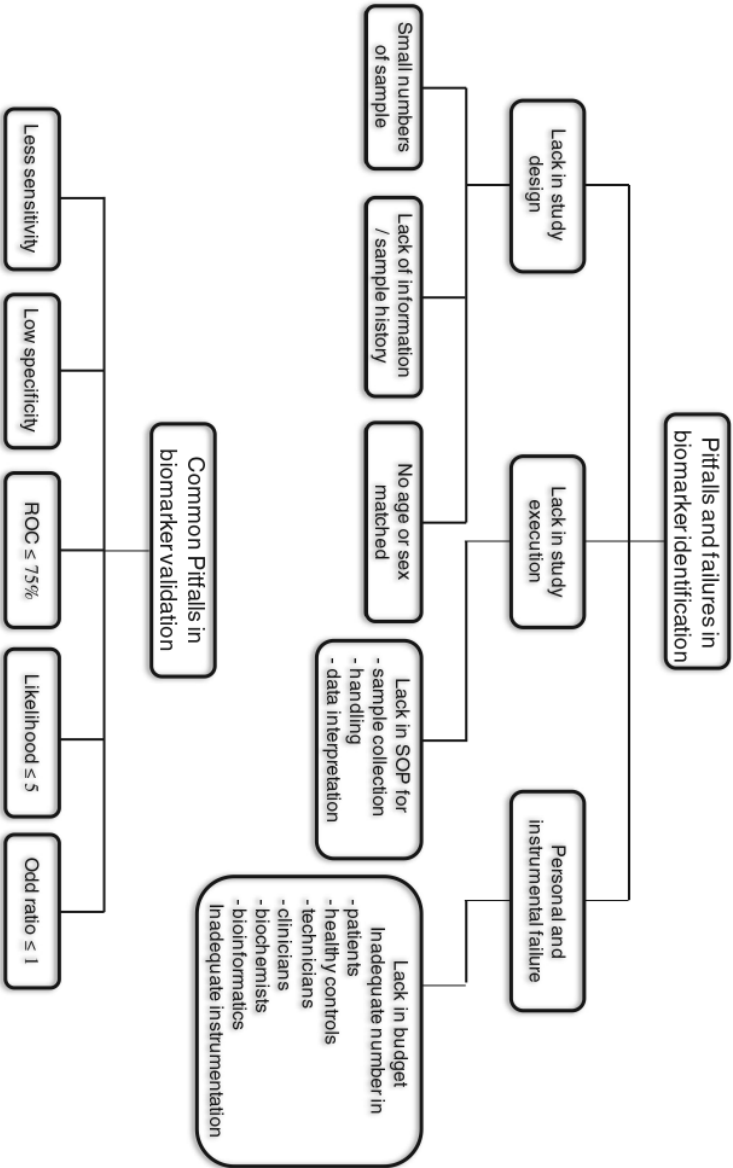 Pitfalls and failures in
biomarker identification
Lack in study
design
Lack in study
execution
Personal and
instrumental failure
Small numbers
of sample
Lack of information
/ sample history
No age or sex
matched
Lack in SOP for
- sample collection
- handling
- data interpretation
Lack in budget
Inadequate number in
- patients
- healthy controls
- technicians
- clinicians
- biochemists
- bioinformatics
Inadequate instrumentation
Common Pitfalls in
biomarker validation
Less sensitivity
Low specificity
ROC ≤ 75%
Likelihood ≤ 5
Odd ratio ≤ 1